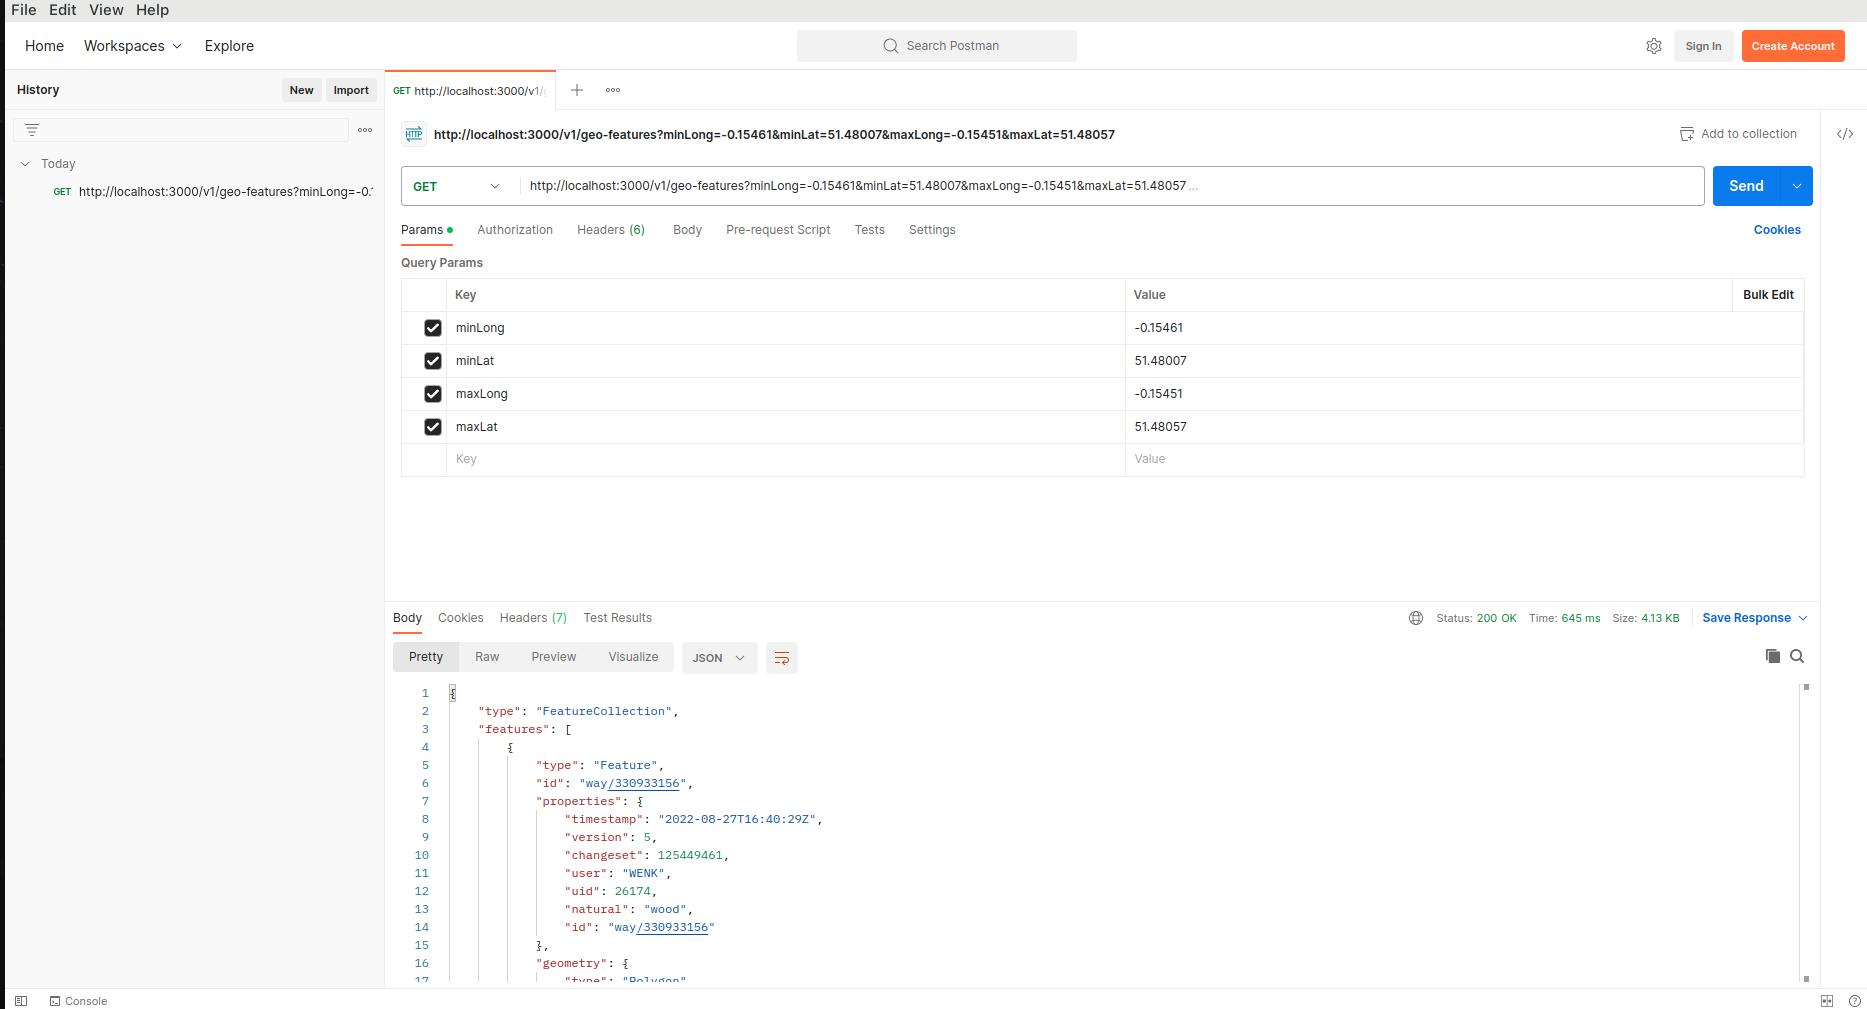 File Edit View Help
Home Workspaces Explore Search Postman Sign In Create Account
History New Import GET http://localhost:3000/v1/
http://localhost:3000/v1/geo-features?minLong=-0.15461&minLat=51.48007&maxLong=-0.15451&maxLat=51.48057 Add to collection
Today
GET http://localhost:3000/v1/geo-features?minLong=-0.1
GET http://localhost:3000/v1/geo-features?minLong=-0.15461&minLat=51.48007&maxLong=-0.15451&maxLat=51.48057 ... Send
Params Authorization Headers (6) Body Pre-request Script Tests Settings Cookies
Query Params
Key Value Bulk Edit
minLong -0.15461
minLat 51.48007
maxLong -0.15451
maxLat 51.48057
Key Value
Body Cookies Headers (7) Test Results Status: 200 OK Time: 645 ms Size: 4.13 KB Save Response
Pretty Raw Preview Visualize JSON
1 {
2 "type": "FeatureCollection",
3 "features": [
4 {
5 "type": "Feature",
6 "id": "way/330933156",
7 "properties": {
8 "timestamp": "2022-08-27T16:40:29Z",
9 "version": 5,
10 "changeset": 125449461,
11 "user": "WENK",
12 "uid": 26174,
13 "natural": "wood",
14 "id": "way/330933156"
15 },
16 "geometry": {
17 "type": "Polygon"
Console